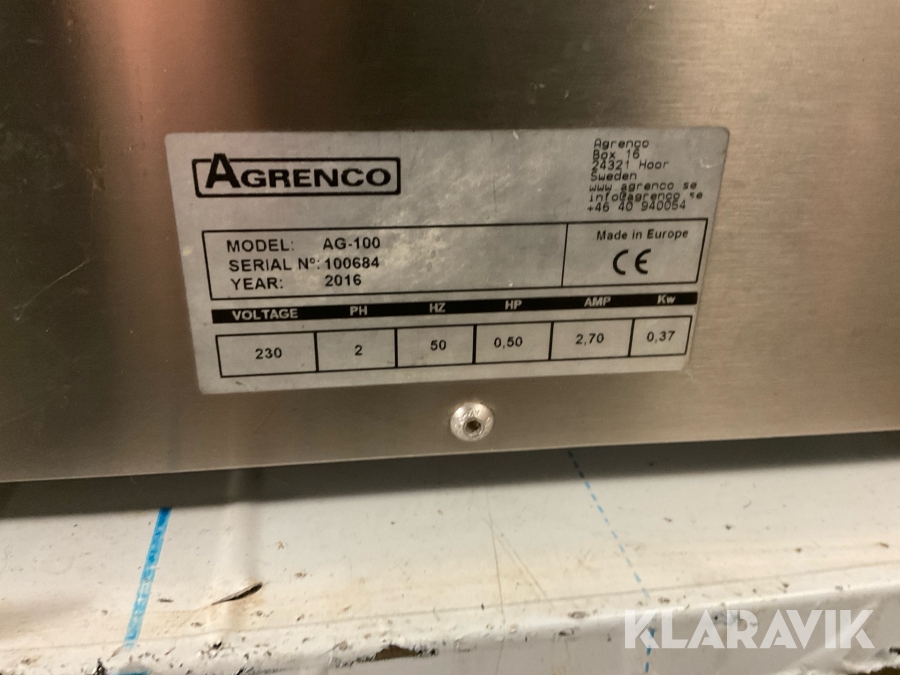 AGRENCO
Agrenco
Box 16
24321 Hoor
Sweden
www agrenco se
info@agrenco se
+46 40 940054
MODEL: AG-100
SERIAL Nº: 100684
YEAR: 2016
Made in Europe
CE
VOLTAGE PH HZ HP AMP Kw
230 2 50 0,50 2,70 0,37
KLARAVIK